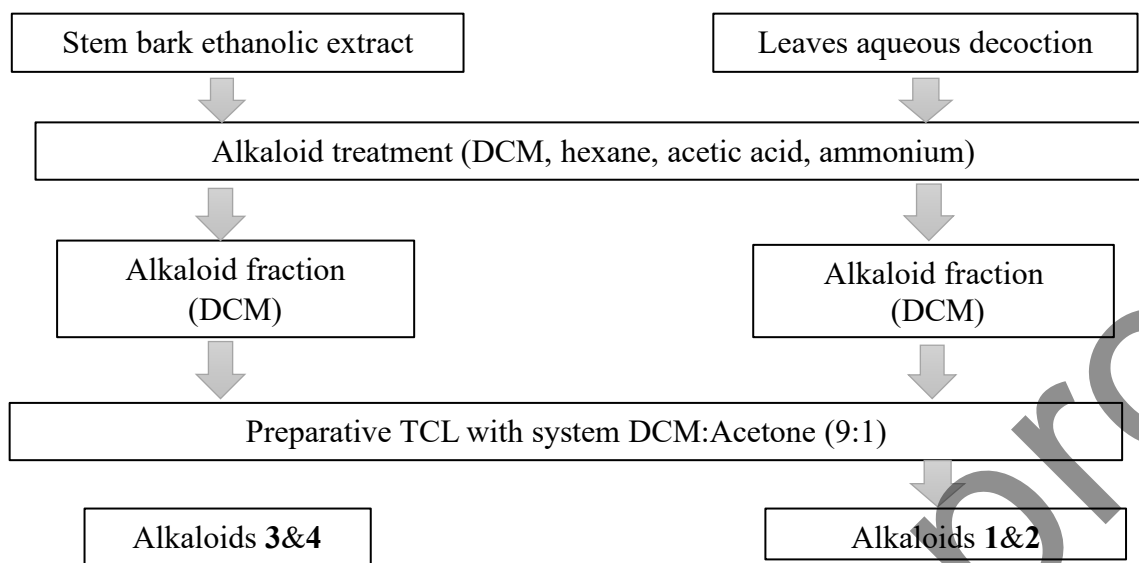 Stem bark ethanolic extract
Leaves aqueous decoction
Alkaloid treatment (DCM, hexane, acetic acid, ammonium)
Alkaloid fraction
(DCM)
Alkaloid fraction
(DCM)
Preparative TCL with system DCM:Acetone (9:1)
Alkaloids 3&4
Alkaloids 1&2
pro